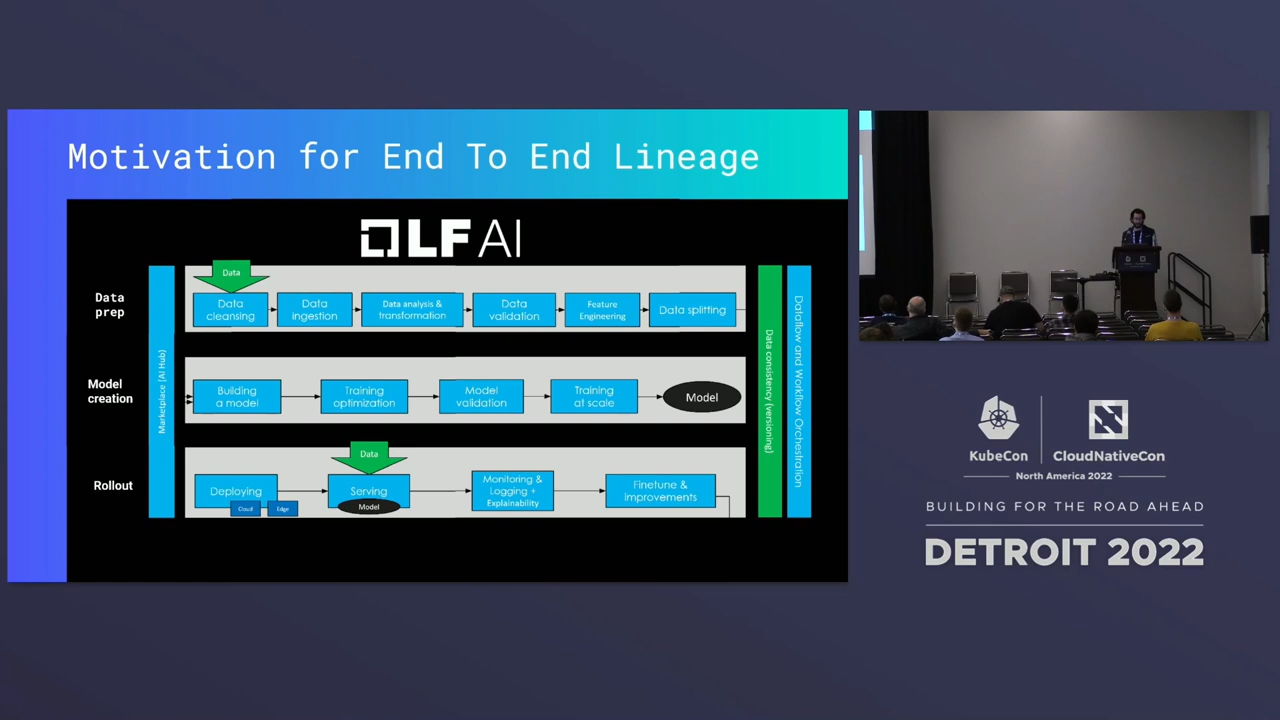 Motivation for End To End Lineage
LF AI
Data
prep
Model
creation
Rollout
Marketplace (AI Hub)
Data
Data
cleansing
Data
ingestion
Data analysis &
transformation
Data
validation
Feature
Engineering
Data splitting
Building
a model
Training
optimization
Model
validation
Training
at scale
Model
Data
Deploying
Cloud
Edge
Serving
Model
Monitoring &
Logging +
Explainability
Finetune &
improvements
Data consistency (versioning)
Dataflow and Workflow Orchestration
KubeCon
CloudNativeCon
North America 2022
BUILDING FOR THE ROAD AHEAD
DETROIT 2022